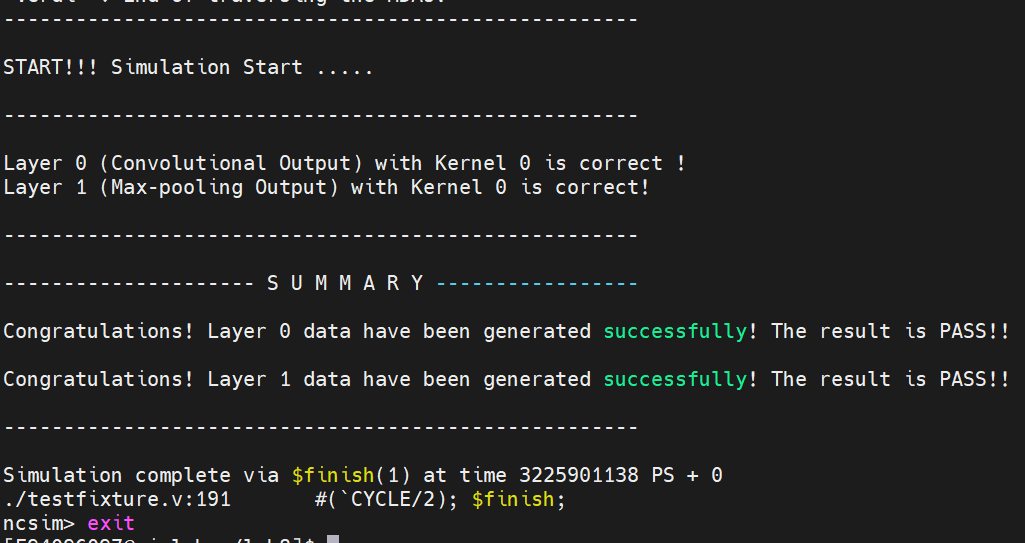 -----------------------------------------------------
START!!! Simulation Start .....
-----------------------------------------------------
Layer 0 (Convolutional Output) with Kernel 0 is correct !
Layer 1 (Max-pooling Output) with Kernel 0 is correct!
-----------------------------------------------------
--------------------- S U M M A R Y -----------------
Congratulations! Layer 0 data have been generated successfully! The result is PASS!!
Congratulations! Layer 1 data have been generated successfully! The result is PASS!!
-----------------------------------------------------
Simulation complete via $finish(1) at time 3225901138 PS + 0
./testfixture.v:191       #(`CYCLE/2); $finish;
ncsim> exit